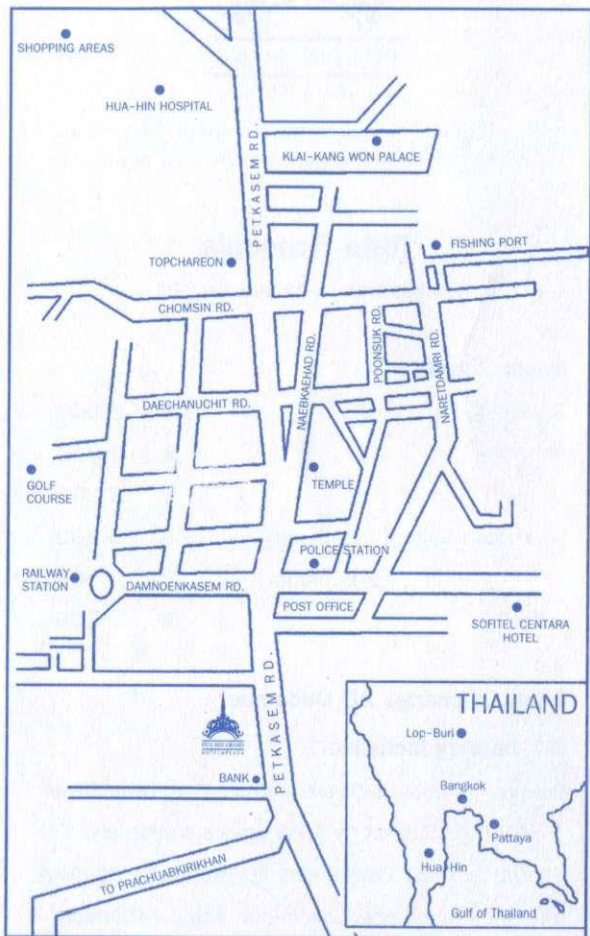 SHOPPING AREAS
HUA-HIN HOSPITAL
PETKASEM RD.
KLAI-KANG WON PALACE
FISHING PORT
TOPCHAREON
CHOMSIN RD.
NAEBKAEHAD RD.
POONSUK RD.
NARETDAMRI RD.
DAECHANUCHIT RD.
GOLF
COURSE
TEMPLE
POLICE STATION
RAILWAY
STATION
DAMNOENKASEM RD.
POST OFFICE
SOFITEL CENTARA
HOTEL
PETKASEM RD.
BANK
TO PRACHUABKIRIKHAN
THAILAND
Lop-Buri
Bangkok
Pattaya
Hua Hin
Gulf of Thailand